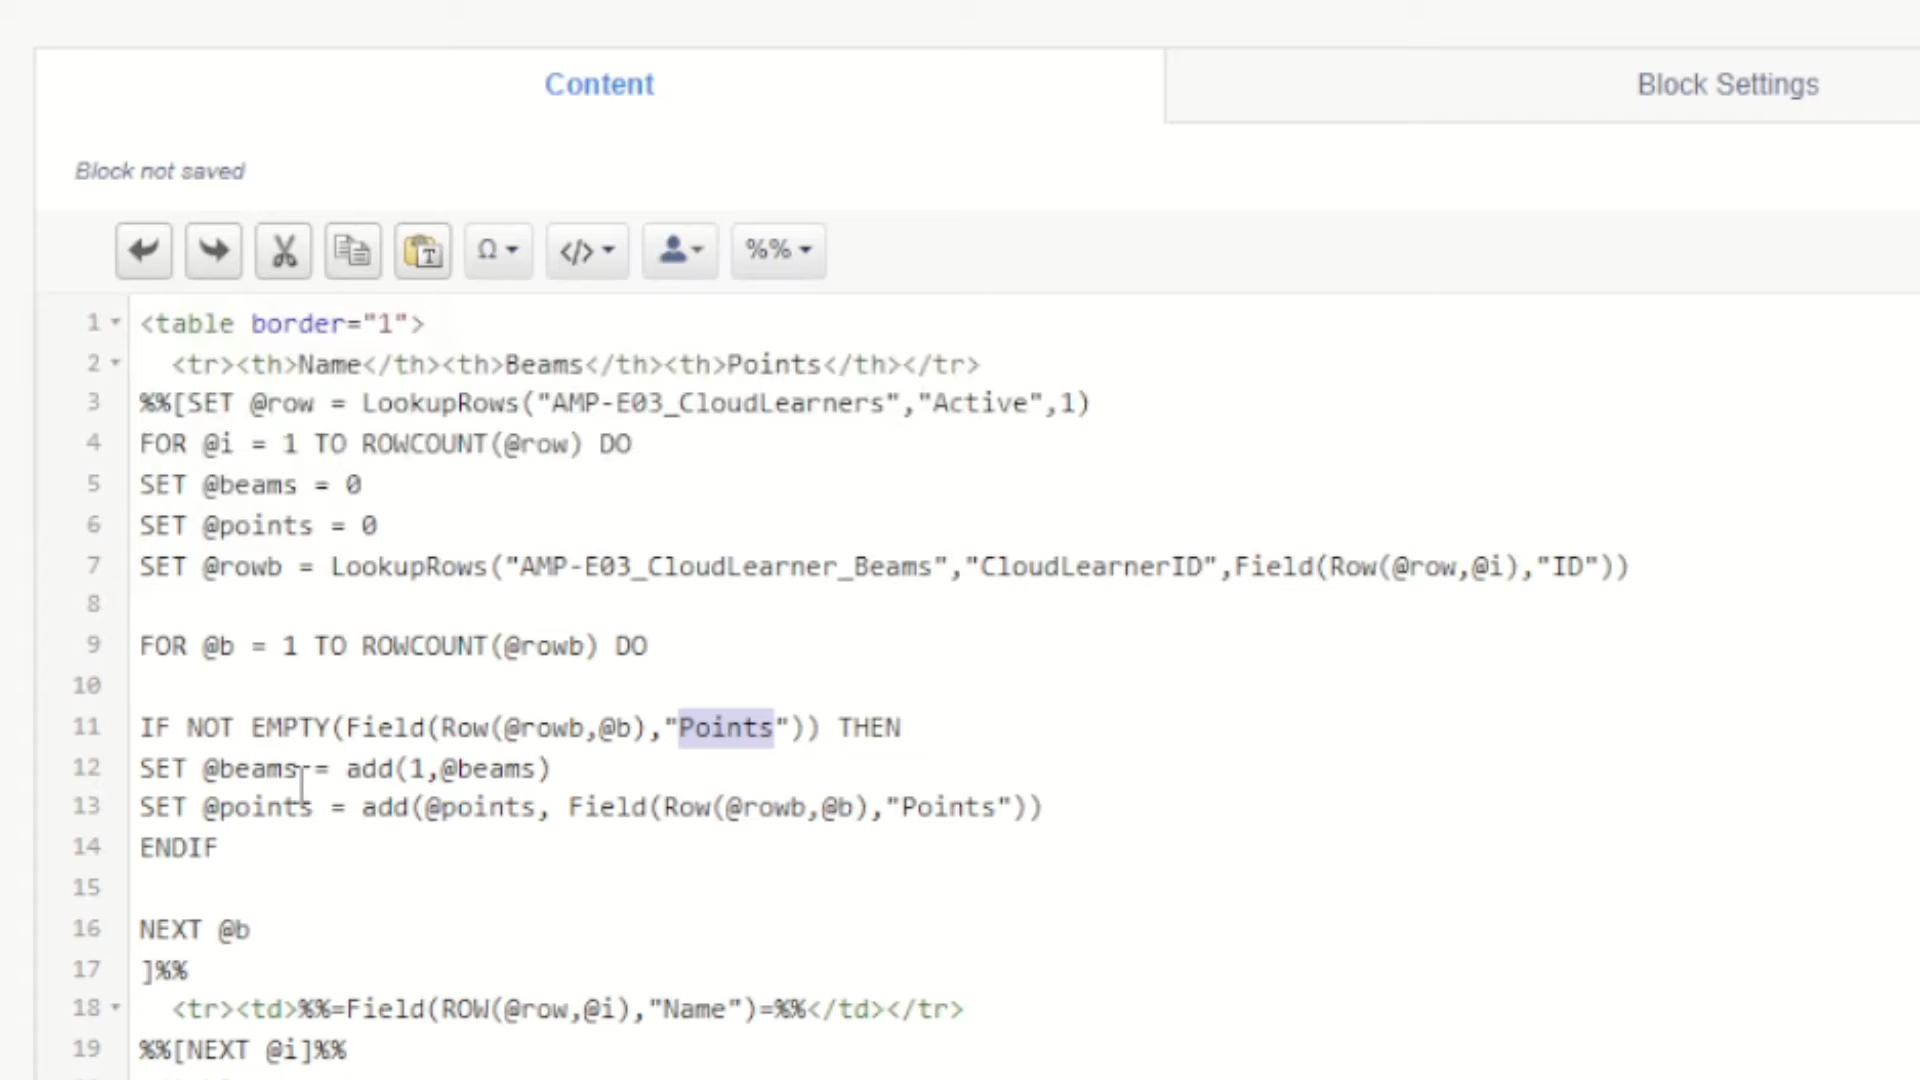 Content
Block Settings
Block not saved
Ω
</>
%%
1 <table border="1">
2 <tr><th>Name</th><th>Beams</th><th>Points</th></tr>
3 %%[SET @row = LookupRows("AMP-E03_CloudLearners","Active",1)
4 FOR @i = 1 TO ROWCOUNT(@row) DO
5 SET @beams = 0
6 SET @points = 0
7 SET @rowb = LookupRows("AMP-E03_CloudLearner_Beams","CloudLearnerID",Field(Row(@row,@i),"ID"))
8
9 FOR @b = 1 TO ROWCOUNT(@rowb) DO
10
11 IF NOT EMPTY(Field(Row(@rowb,@b),"Points")) THEN
12 SET @beams = add(1,@beams)
13 SET @points = add(@points, Field(Row(@rowb,@b),"Points"))
14 ENDIF
15
16 NEXT @b
17 ]%%
18 <tr><td>%%=Field(ROW(@row,@i),"Name")=%%</td></tr>
19 %%[NEXT @i]%%